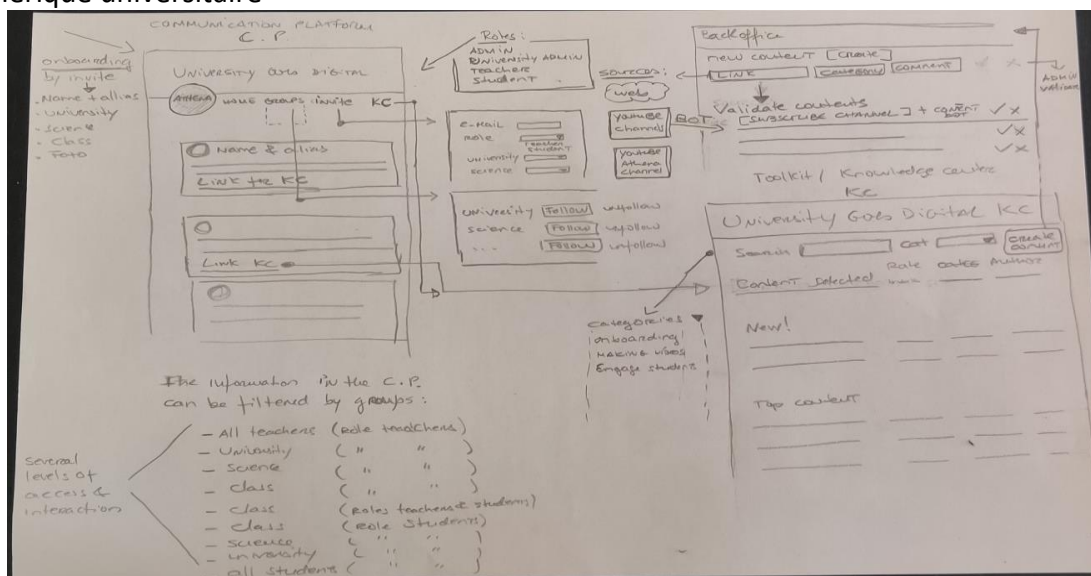 érique universitaire
COMMUNICATION PLATFORM
C.P
onboarding
by invite
- Name + allias
- University
- Science
- Class
- Foto
UNIVERSITY GOES DIGITAL
ATHENA HOME GROUPS invite KC
Name & allias
LINK to KC
Link KC
Roles:
ADMIN
UNIVERSITY ADMIN
TEACHERS
STUDENT
e-mail
Role
Teacher
Student
university
science
University Follow unfollow
Science Follow unfollow
... Follow unfollow
Sources:
web
Youtube
channels
Youtube
Athena
channel
BOT
Backoffice
new content [Create]
LINK Category Comment
Validate contents
[SUBSCRIBE CHANNEL] + CONTENT
BOT
ADMIN
Toolkit / Knowledge centre
KC
University Goes Digital KC
Search Cat Create
content
Rate Dates Author
Content selected
New!
Top content
Categories
onboarding
MAKING videos
Engage students
The information in the C.P.
can be filtered by groups:
Several
levels of
access &
interaction
- All teachers (Role teatchers)
- University ( " " )
- Science ( " " )
- Class ( " " )
- Class (Roles teachers & students)
- Class (Role Students)
- Science ( " " )
- University ( " " )
- all students ( " " )